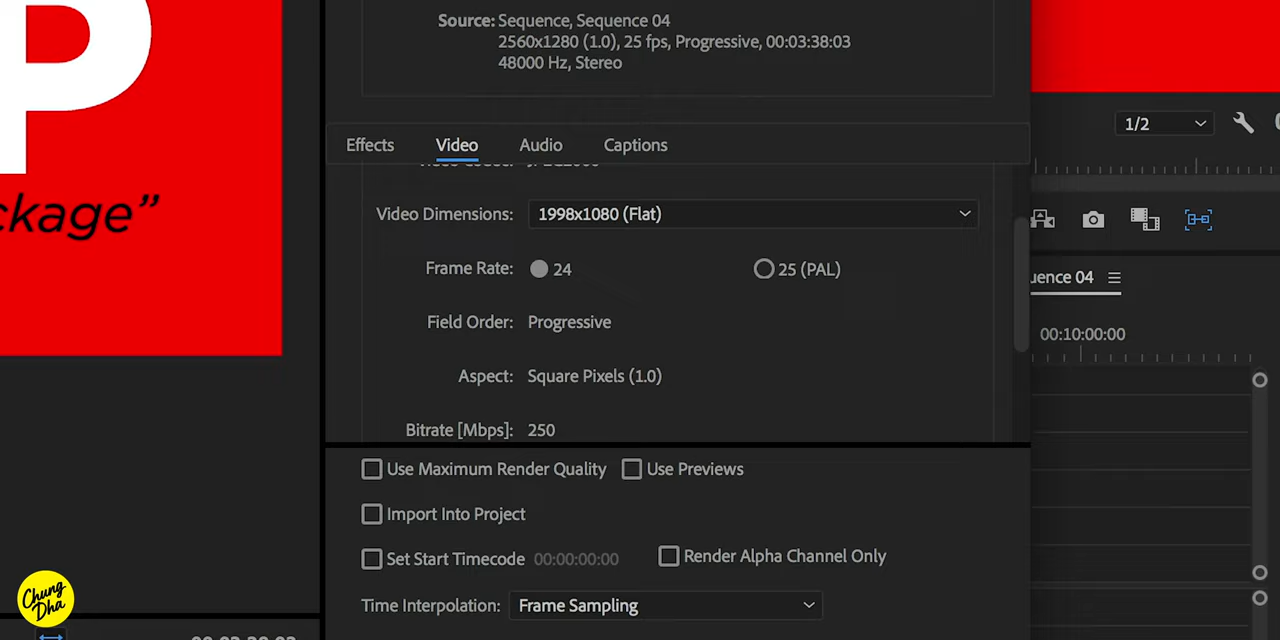 P
ckage”
Source: Sequence, Sequence 04
2560x1280 (1.0), 25 fps, Progressive, 00:03:38:03
48000 Hz, Stereo
Effects Video Audio Captions
Video Dimensions: 1998x1080 (Flat)
Frame Rate: 24 25 (PAL)
Field Order: Progressive
Aspect: Square Pixels (1.0)
Bitrate [Mbps]: 250
Use Maximum Render Quality Use Previews
Import Into Project
Set Start Timecode 00:00:00:00 Render Alpha Channel Only
Time Interpolation: Frame Sampling
1/2
uence 04
00:10:00:00
Chung
Dha